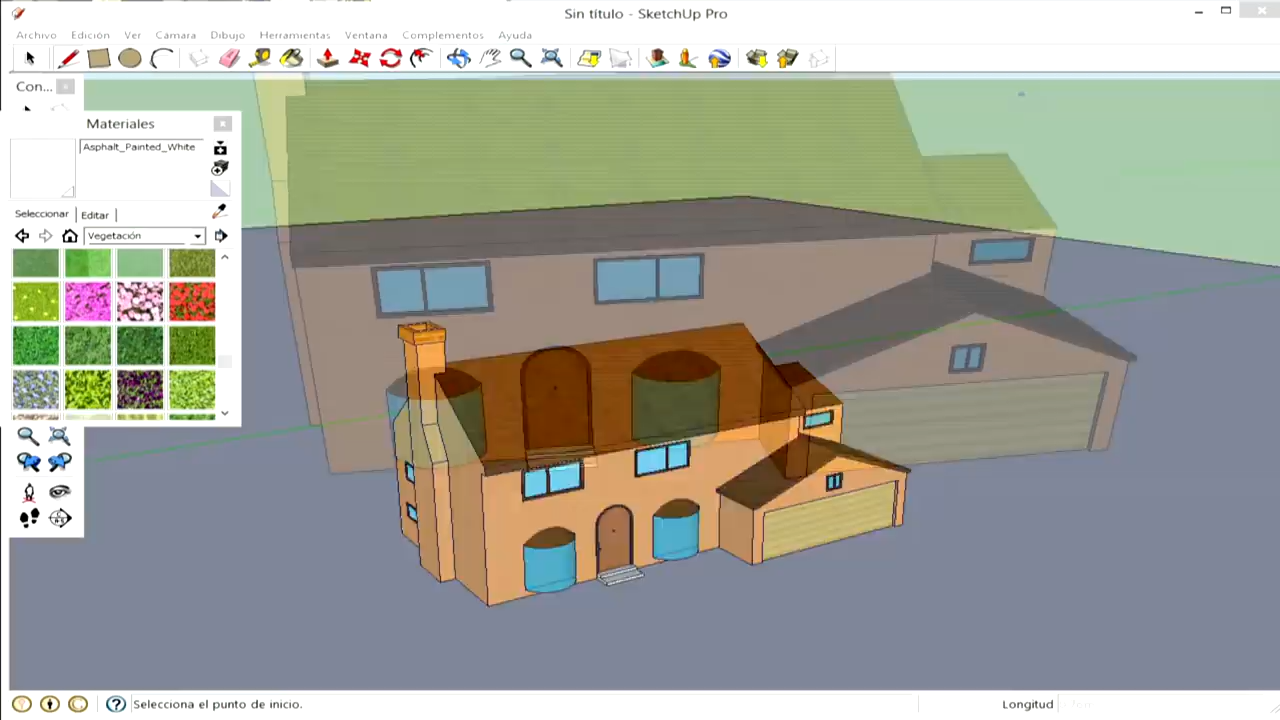 Sin título - SketchUp Pro
Archivo Edición Ver Cámara Dibujo Herramientas Ventana Complementos Ayuda
Con...
Materiales
Asphalt_Painted_White
Seleccionar Editar
Vegetación
Selecciona el punto de inicio.
Longitud